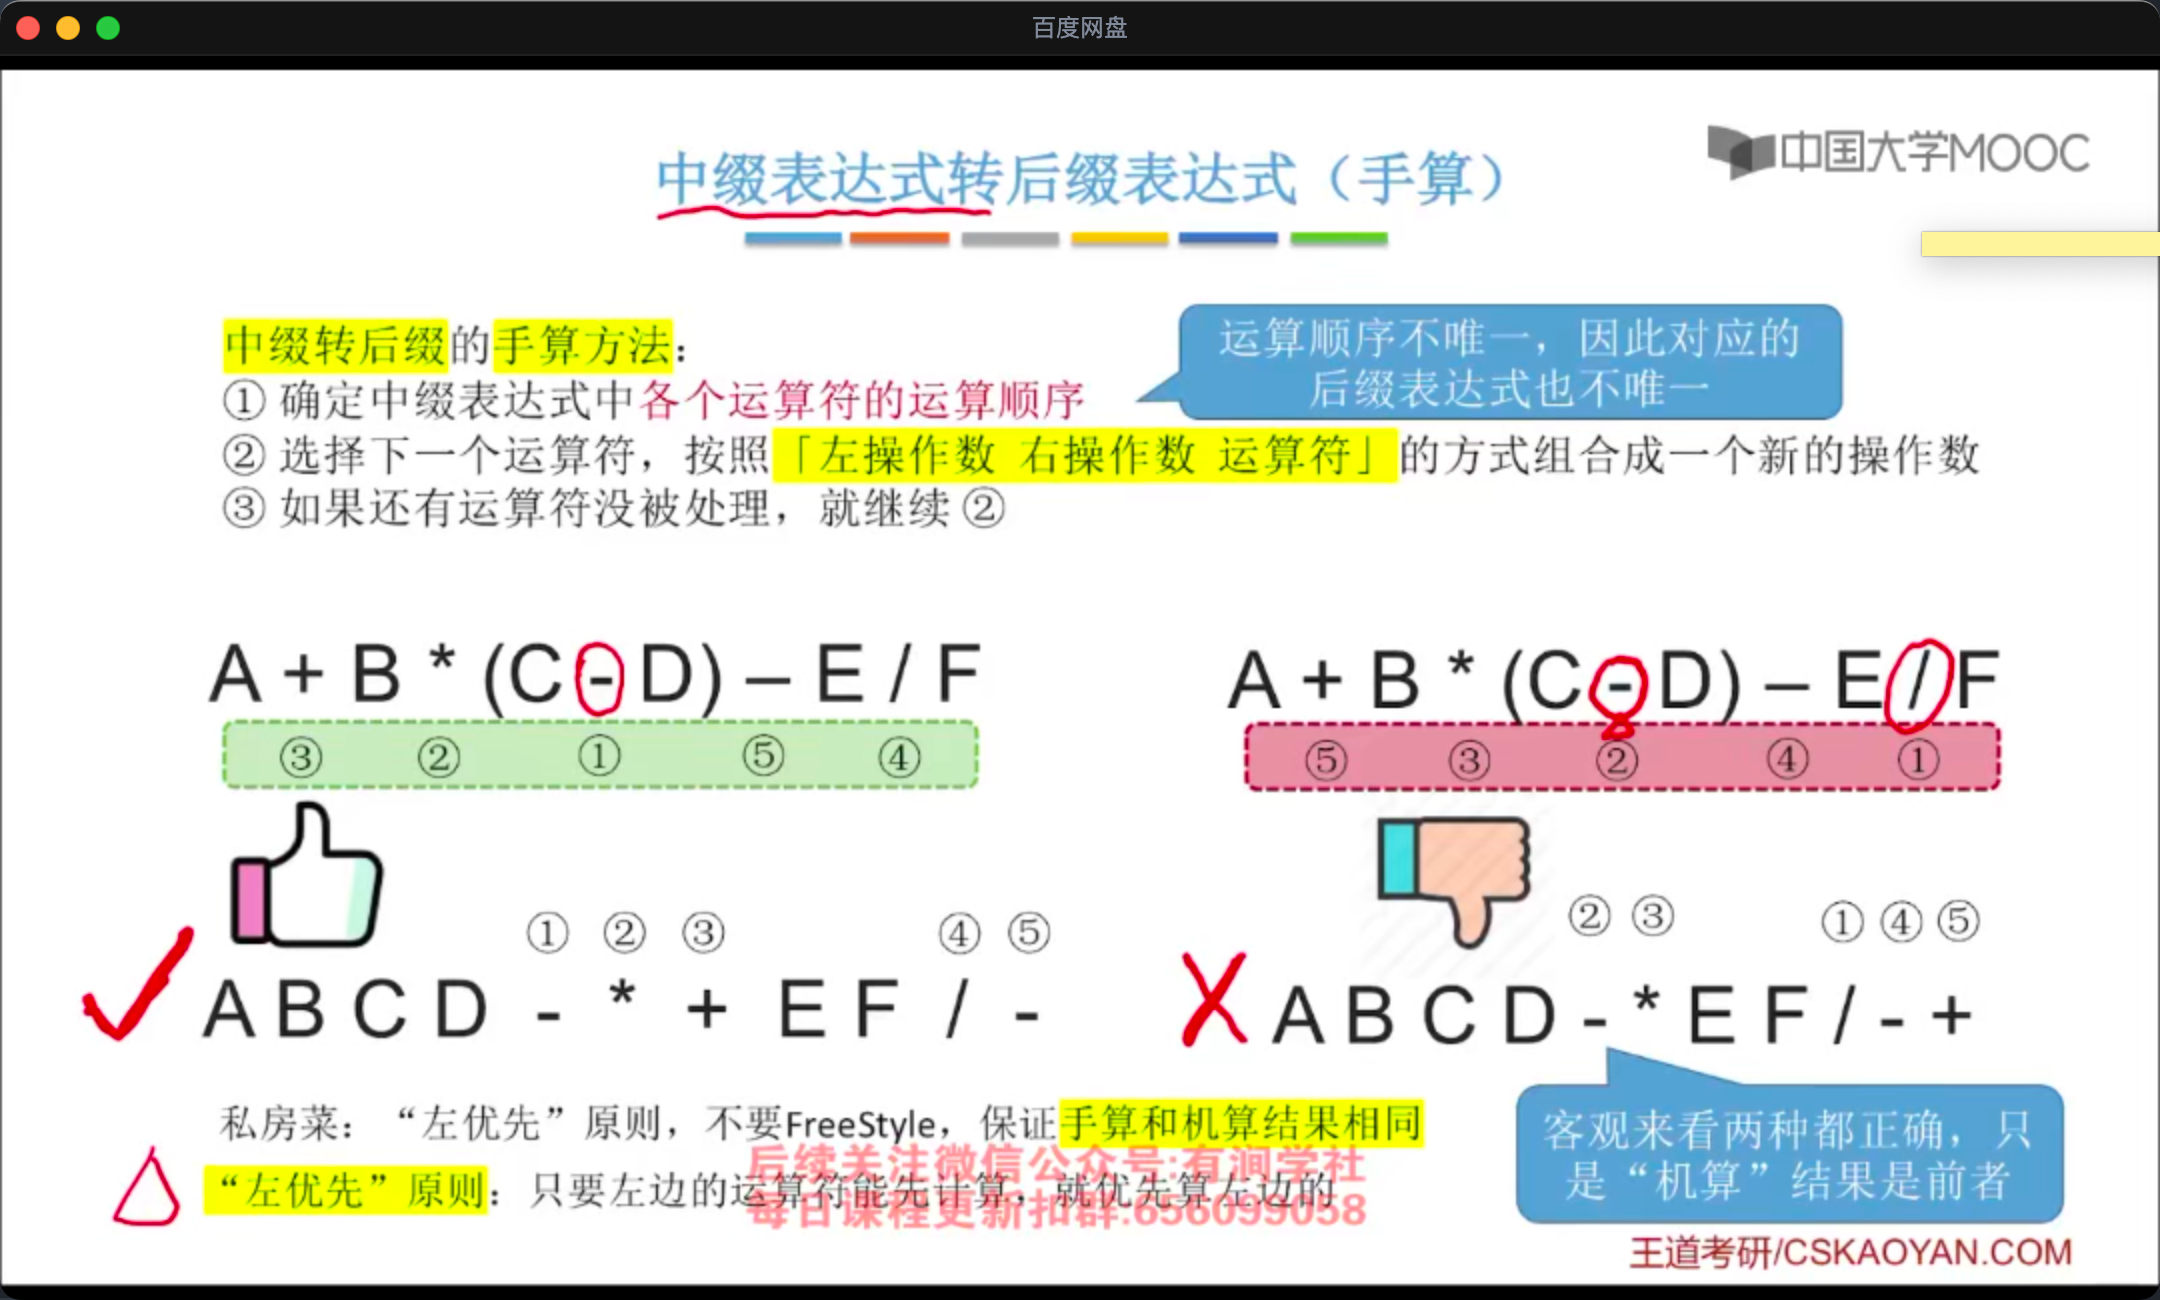 百度网盘
中国大学MOOC
中缀表达式转后缀表达式（手算）
中缀转后缀的手算方法：
运算顺序不唯一，因此对应的
后缀表达式也不唯一
① 确定中缀表达式中各个运算符的运算顺序
② 选择下一个运算符，按照「左操作数 右操作数 运算符」的方式组合成一个新的操作数
③ 如果还有运算符没被处理，就继续 ②
A + B * (C - D) – E / F
③ ② ① ⑤ ④
① ② ③ ④ ⑤
A B C D - * + E F / -
A + B * (C - D) – E / F
⑤ ③ ② ④ ①
② ③ ① ④ ⑤
A B C D - * E F / - +
私房菜：“左优先”原则，不要FreeStyle，保证手算和机算结果相同
“左优先”原则：只要左边的运算符能先计算，就优先算左边的
后续关注微信公众号:有涧学社
每日课程更新扣群:656099058
客观来看两种都正确，只
是“机算”结果是前者
王道考研/CSKAOYAN.COM